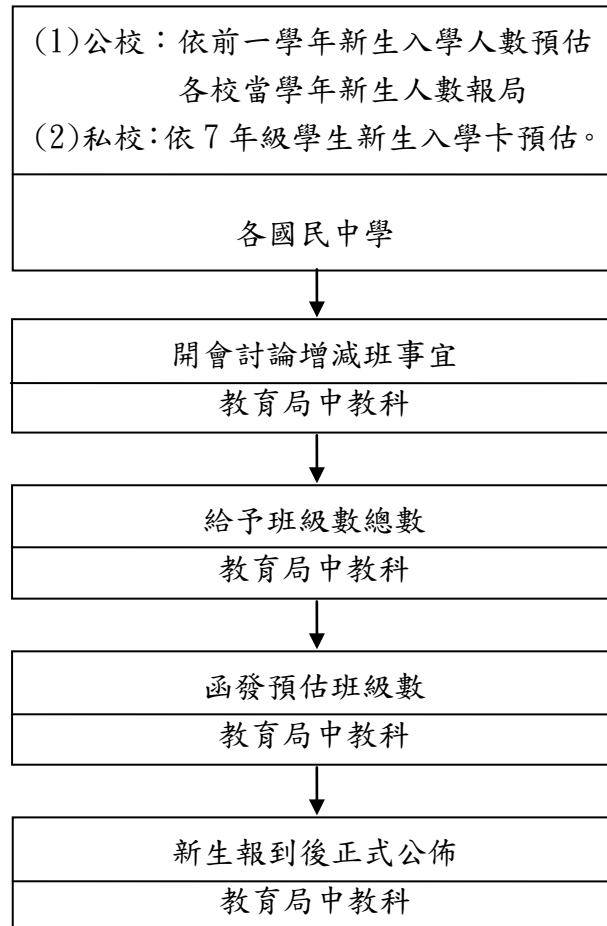 (1)公校：依前一學年新生入學人數預估
各校當學年新生人數報局
(2)私校：依 7 年級學生新生入學卡預估。
各國民中學
開會討論增減班事宜
教育局中教科
給予班級數總數
教育局中教科
函發預估班級數
教育局中教科
新生報到後正式公佈
教育局中教科